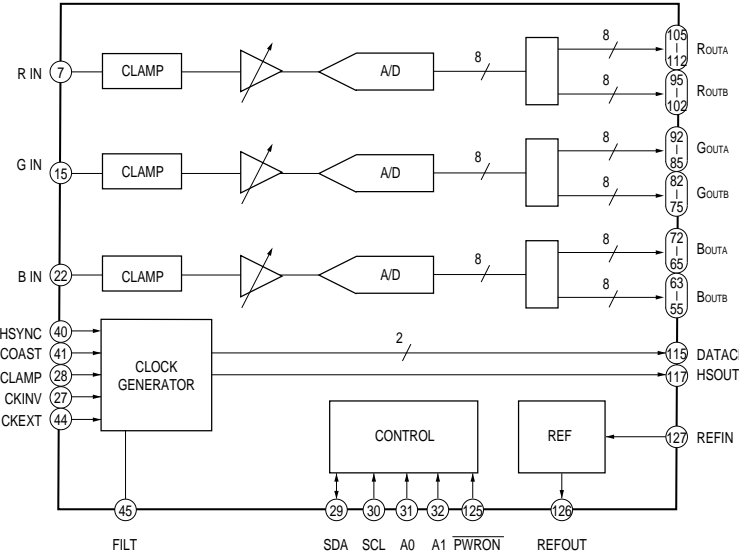 R IN 7 CLAMP A/D 8 8 105 | 112 ROUTA
8 95 | 102 ROUTB
G IN 15 CLAMP A/D 8 8 92 | 85 GOUTA
8 82 | 75 GOUTB
B IN 22 CLAMP A/D 8 8 72 | 65 BOUTA
8 63 | 55 BOUTB
HSYNC 40
COAST 41
CLAMP 28
CKINV 27
CKEXT 44
CLOCK
GENERATOR
2 115 DATACL
117 HSOUT
CONTROL
REF
127 REFIN
45 29 30 31 32 125 126
FILT SDA SCL A0 A1 PWRON REFOUT